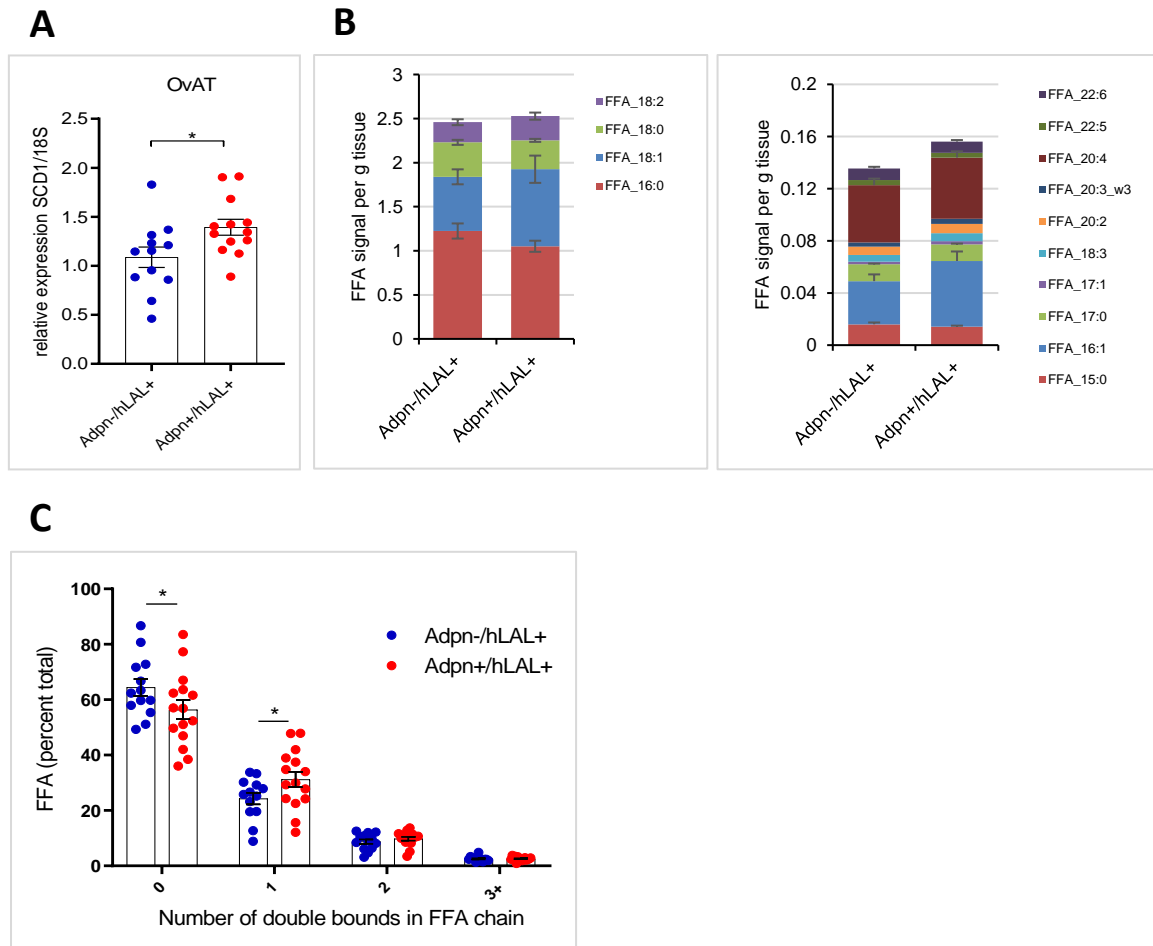 A
B
OvAT
*
relative expression SCD1/18S
2.5
2.0
1.5
1.0
0.5
0.0
Adpn-/hLAL+
Adpn+/hLAL+
FFA signal per g tissue
3
2.5
2
1.5
1
0.5
0
Adpn-/hLAL+
Adpn+/hLAL+
FFA_18:2
FFA_18:0
FFA_18:1
FFA_16:0
FFA signal per g tissue
0.2
0.16
0.12
0.08
0.04
0
Adpn-/hLAL+
Adpn+/hLAL+
FFA_22:6
FFA_22:5
FFA_20:4
FFA_20:3_w3
FFA_20:2
FFA_18:3
FFA_17:1
FFA_17:0
FFA_16:1
FFA_15:0
C
FFA (percent total)
100
80
60
40
20
0
*
*
Adpn-/hLAL+
Adpn+/hLAL+
0
1
2
3+
Number of double bounds in FFA chain